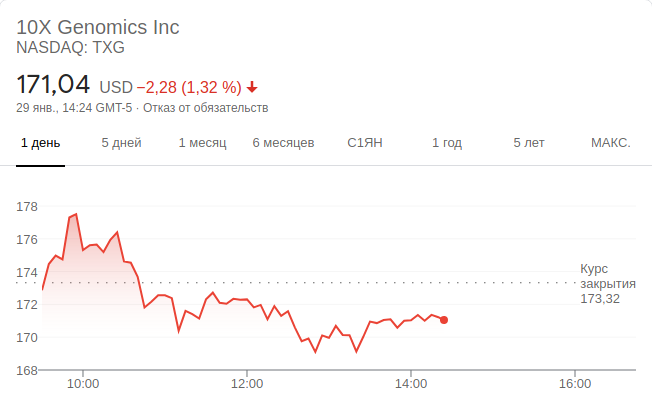 10X Genomics Inc
NASDAQ: TXG
171,04 USD −2,28 (1,32 %)
29 янв., 14:24 GMT-5 · Отказ от обязательств
1 день 5 дней 1 месяц 6 месяцев С1ЯН 1 год 5 лет МАКС.
178
176
174
172
170
168
Курс
закрытия
173,32
10:00 12:00 14:00 16:00